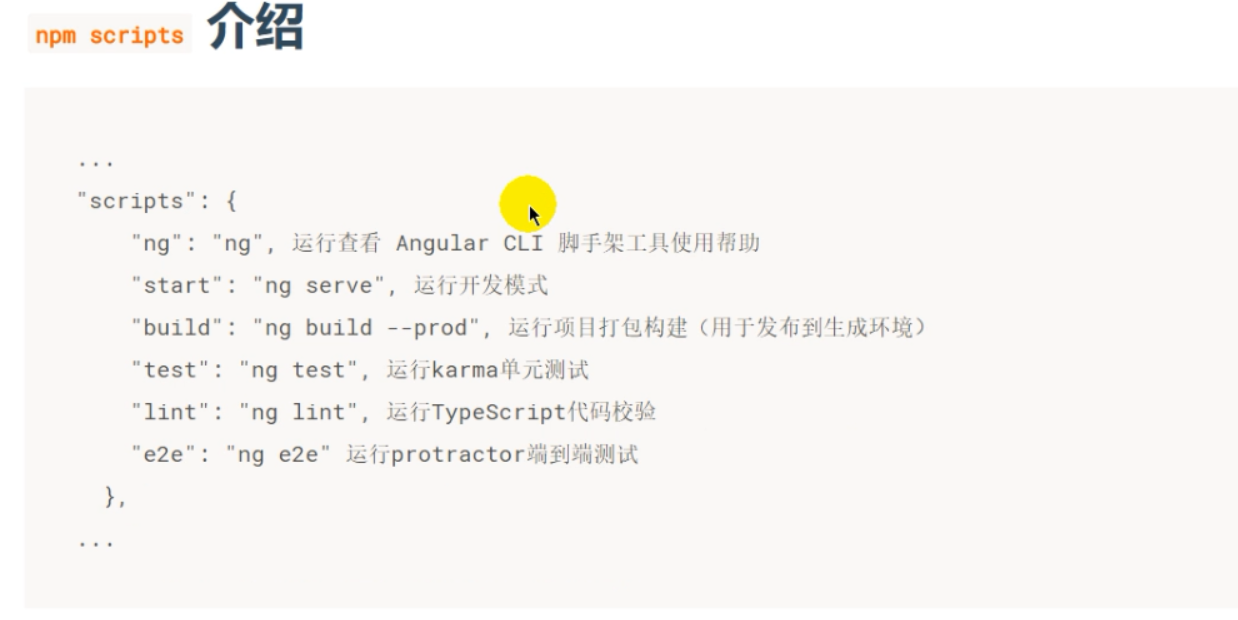 npm scripts 介绍
...
"scripts": {
"ng": "ng", 运行查看 Angular CLI 脚手架工具使用帮助
"start": "ng serve", 运行开发模式
"build": "ng build --prod", 运行项目打包构建（用于发布到生成环境）
"test": "ng test", 运行karma单元测试
"lint": "ng lint", 运行TypeScript代码校验
"e2e": "ng e2e" 运行protractor端到端测试
},
...